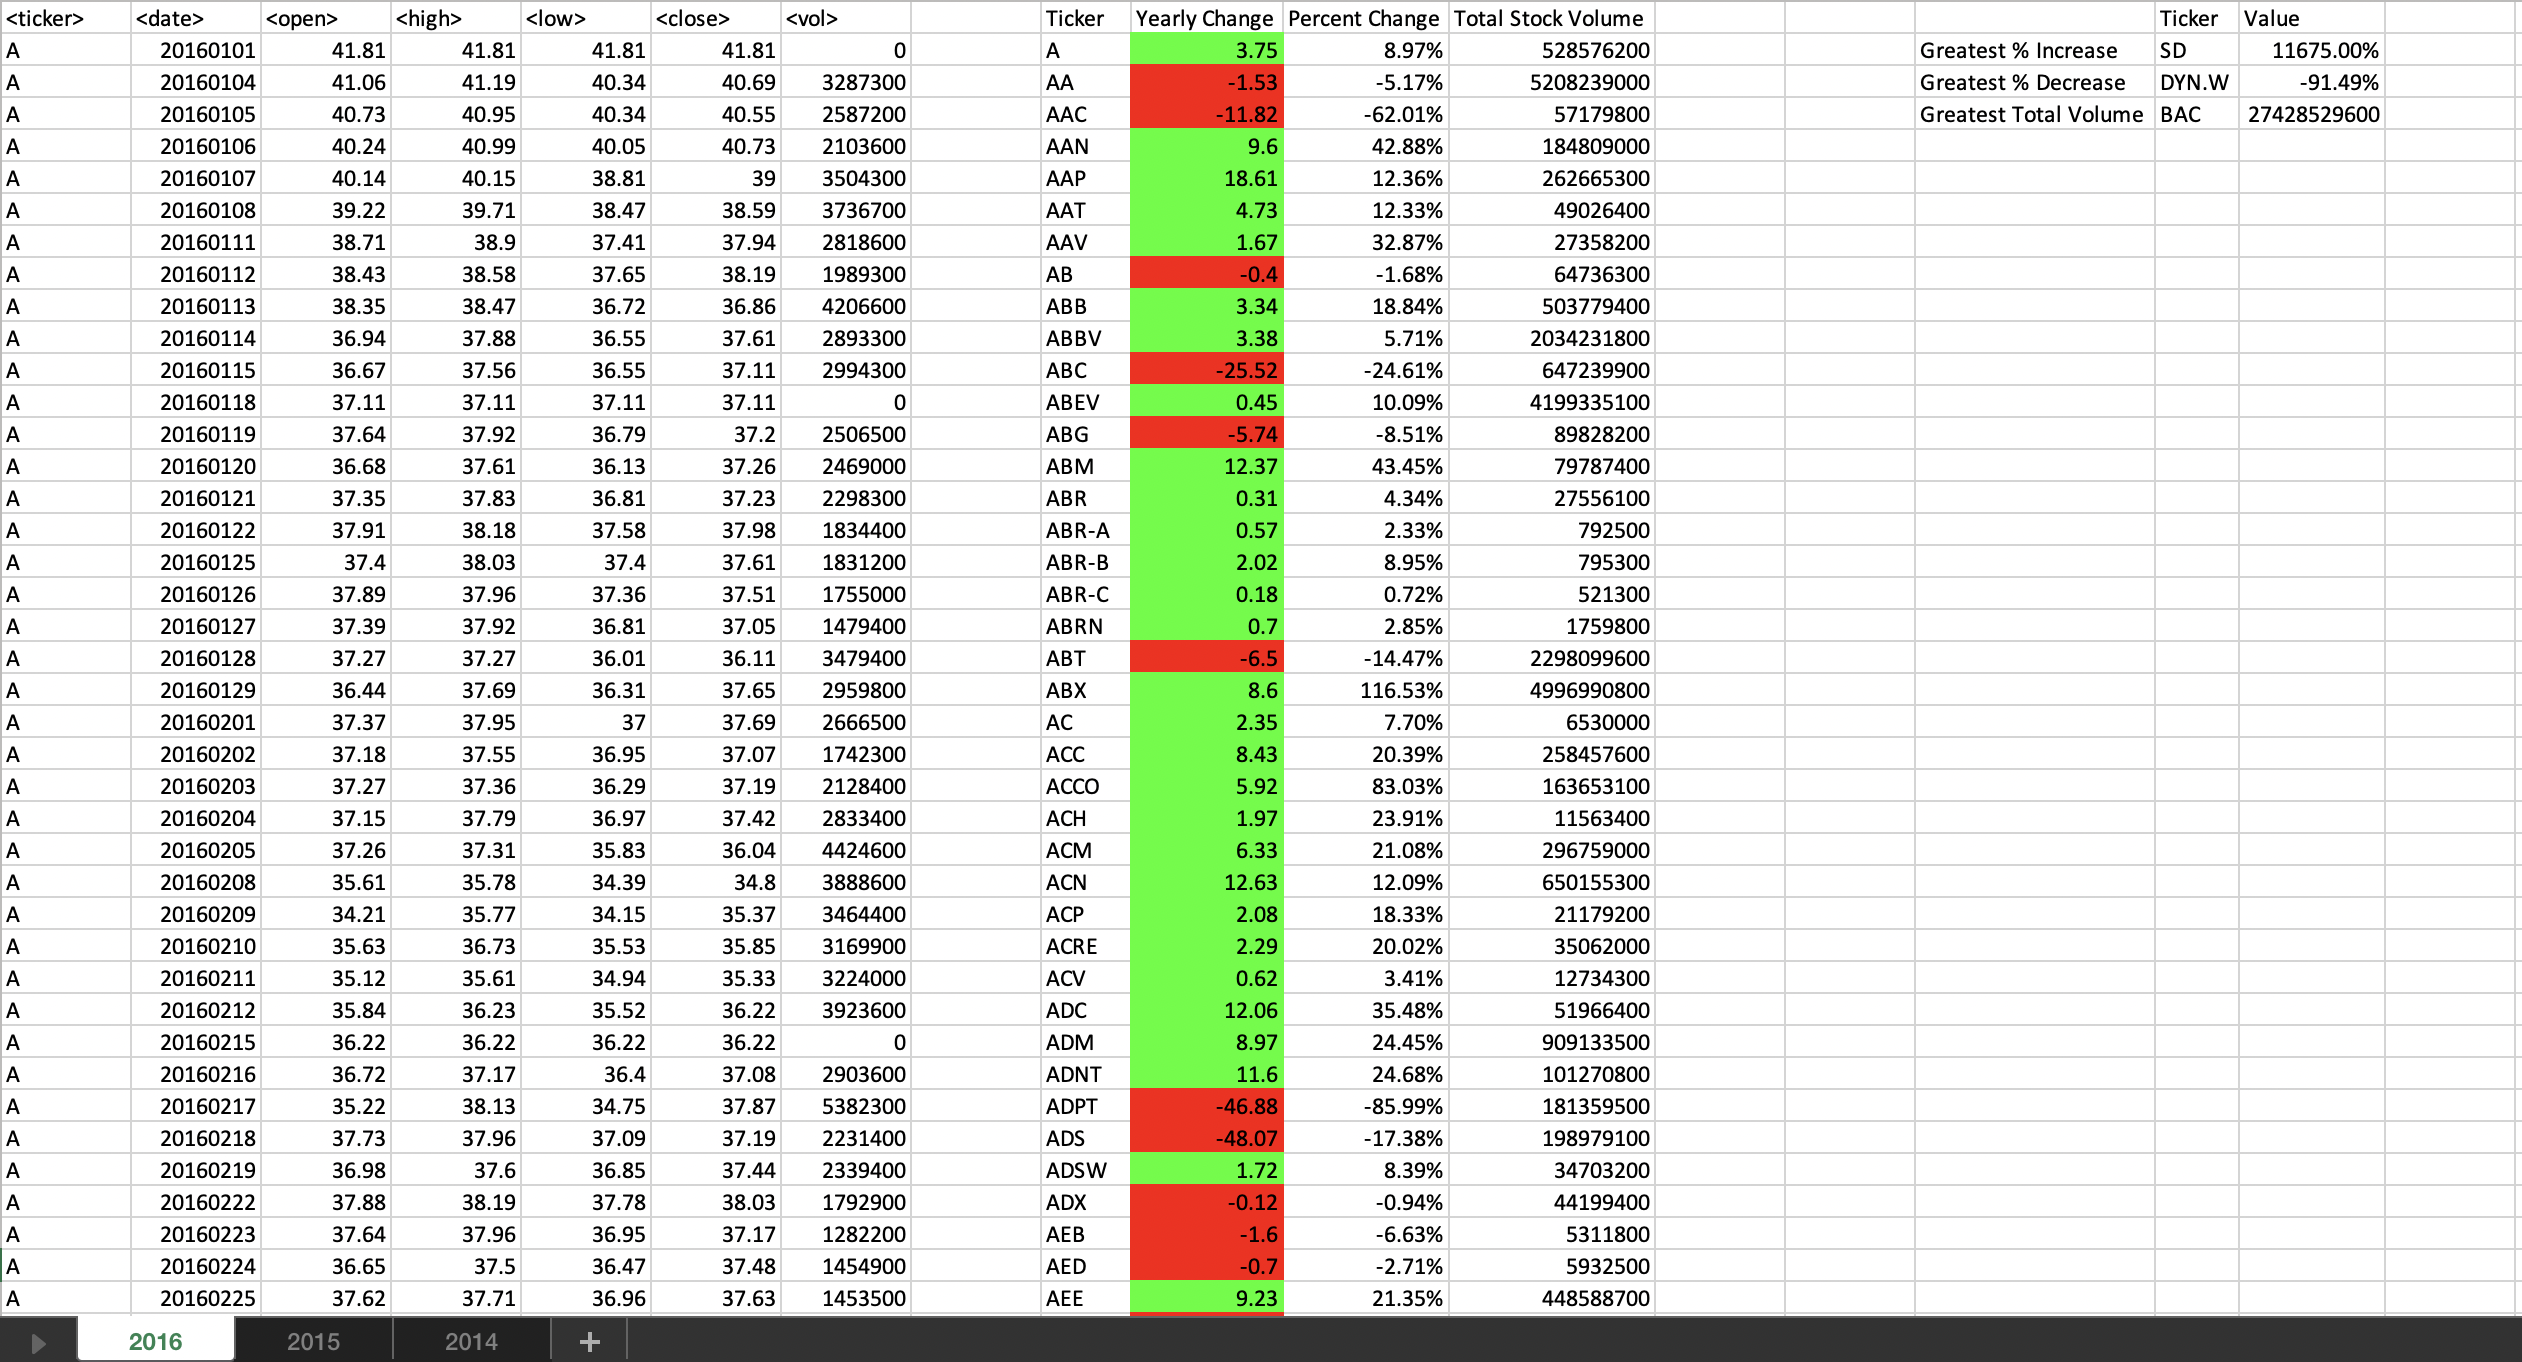 <ticker> <date> <open> <high> <low> <close> <vol> Ticker Yearly Change Percent Change Total Stock Volume Ticker Value
A 20160101 41.81 41.81 41.81 41.81 0 A 3.75 8.97% 528576200 Greatest % Increase SD 11675.00%
A 20160104 41.06 41.19 40.34 40.69 3287300 AA -1.53 -5.17% 5208239000 Greatest % Decrease DYN.W -91.49%
A 20160105 40.73 40.95 40.34 40.55 2587200 AAC -11.82 -62.01% 57179800 Greatest Total Volume BAC 27428529600
A 20160106 40.24 40.99 40.05 40.73 2103600 AAN 9.6 42.88% 184809000
A 20160107 40.14 40.15 38.81 39 3504300 AAP 18.61 12.36% 262665300
A 20160108 39.22 39.71 38.47 38.59 3736700 AAT 4.73 12.33% 49026400
A 20160111 38.71 38.9 37.41 37.94 2818600 AAV 1.67 32.87% 27358200
A 20160112 38.43 38.58 37.65 38.19 1989300 AB -0.4 -1.68% 64736300
A 20160113 38.35 38.47 36.72 36.86 4206600 ABB 3.34 18.84% 503779400
A 20160114 36.94 37.88 36.55 37.61 2893300 ABBV 3.38 5.71% 2034231800
A 20160115 36.67 37.56 36.55 37.11 2994300 ABC -25.52 -24.61% 647239900
A 20160118 37.11 37.11 37.11 37.11 0 ABEV 0.45 10.09% 4199335100
A 20160119 37.64 37.92 36.79 37.2 2506500 ABG -5.74 -8.51% 89828200
A 20160120 36.68 37.61 36.13 37.26 2469000 ABM 12.37 43.45% 79787400
A 20160121 37.35 37.83 36.81 37.23 2298300 ABR 0.31 4.34% 27556100
A 20160122 37.91 38.18 37.58 37.98 1834400 ABR-A 0.57 2.33% 792500
A 20160125 37.4 38.03 37.4 37.61 1831200 ABR-B 2.02 8.95% 795300
A 20160126 37.89 37.96 37.36 37.51 1755000 ABR-C 0.18 0.72% 521300
A 20160127 37.39 37.92 36.81 37.05 1479400 ABRN 0.7 2.85% 1759800
A 20160128 37.27 37.27 36.01 36.11 3479400 ABT -6.5 -14.47% 2298099600
A 20160129 36.44 37.69 36.31 37.65 2959800 ABX 8.6 116.53% 4996990800
A 20160201 37.37 37.95 37 37.69 2666500 AC 2.35 7.70% 6530000
A 20160202 37.18 37.55 36.95 37.07 1742300 ACC 8.43 20.39% 258457600
A 20160203 37.27 37.36 36.29 37.19 2128400 ACCO 5.92 83.03% 163653100
A 20160204 37.15 37.79 36.97 37.42 2833400 ACH 1.97 23.91% 11563400
A 20160205 37.26 37.31 35.83 36.04 4424600 ACM 6.33 21.08% 296759000
A 20160208 35.61 35.78 34.39 34.8 3888600 ACN 12.63 12.09% 650155300
A 20160209 34.21 35.77 34.15 35.37 3464400 ACP 2.08 18.33% 21179200
A 20160210 35.63 36.73 35.53 35.85 3169900 ACRE 2.29 20.02% 35062000
A 20160211 35.12 35.61 34.94 35.33 3224000 ACV 0.62 3.41% 12734300
A 20160212 35.84 36.23 35.52 36.22 3923600 ADC 12.06 35.48% 51966400
A 20160215 36.22 36.22 36.22 36.22 0 ADM 8.97 24.45% 909133500
A 20160216 36.72 37.17 36.4 37.08 2903600 ADNT 11.6 24.68% 101270800
A 20160217 35.22 38.13 34.75 37.87 5382300 ADPT -46.88 -85.99% 181359500
A 20160218 37.73 37.96 37.09 37.19 2231400 ADS -48.07 -17.38% 198979100
A 20160219 36.98 37.6 36.85 37.44 2339400 ADSW 1.72 8.39% 34703200
A 20160222 37.88 38.19 37.78 38.03 1792900 ADX -0.12 -0.94% 44199400
A 20160223 37.64 37.96 36.95 37.17 1282200 AEB -1.6 -6.63% 5311800
A 20160224 36.65 37.5 36.47 37.48 1454900 AED -0.7 -2.71% 5932500
A 20160225 37.62 37.71 36.96 37.63 1453500 AEE 9.23 21.35% 448588700
2016 2015 2014 +